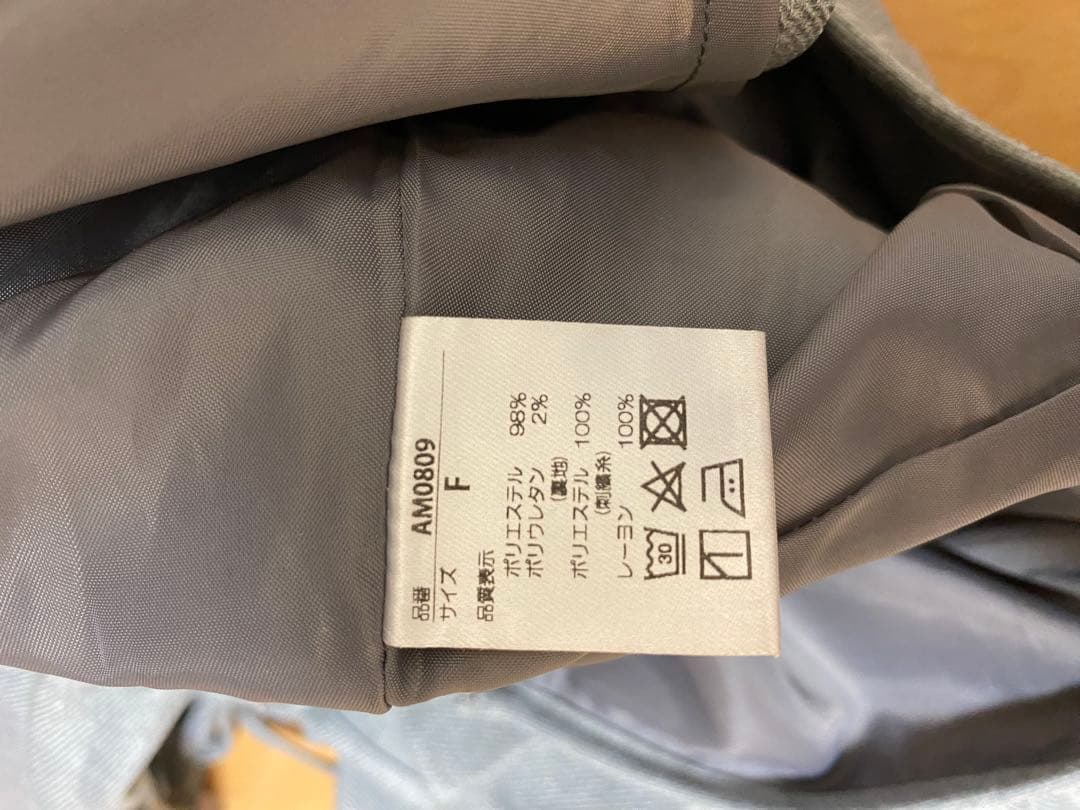 品番 AM0809
サイズ F
品質表示
ポリエステル 98%
ポリウレタン 2%
(裏地)
ポリエステル 100%
(刺繍糸)
レーヨン 100%
30